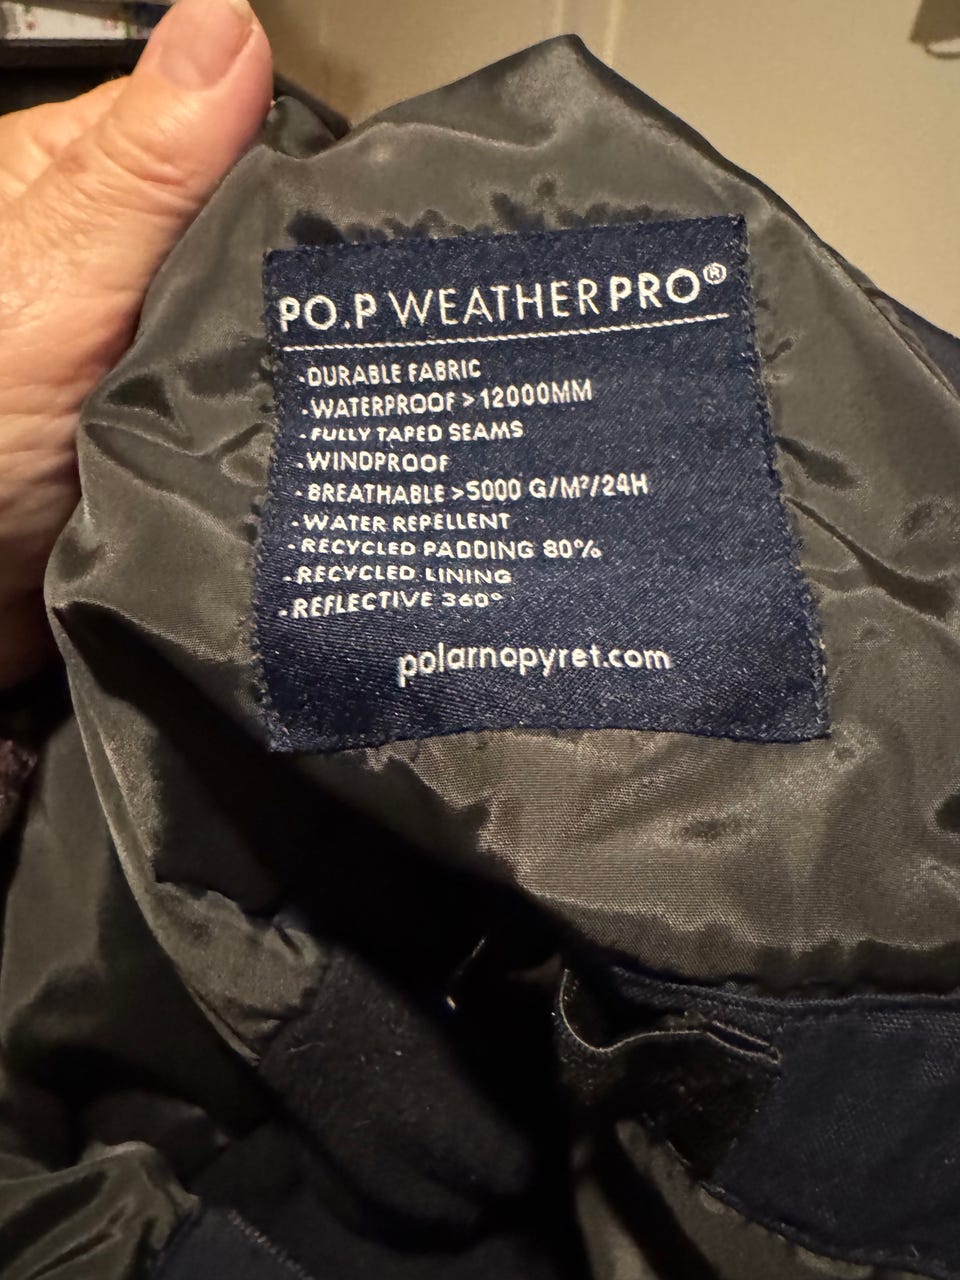 PO.P WEATHERPRO®
·DURABLE FABRIC
·WATERPROOF > 12000MM
·FULLY TAPED SEAMS
·WINDPROOF
·BREATHABLE >5000 G/M²/24H
·WATER REPELLENT
·RECYCLED PADDING 80%
·RECYCLED LINING
·REFLECTIVE 360°
polarnopyret.com